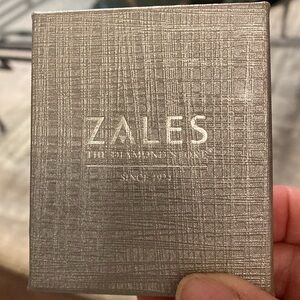 ZALES
THE DIAMOND STORE
SINCE 1924